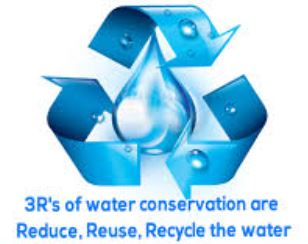 3R's of water conservation are
Reduce, Reuse, Recycle the water